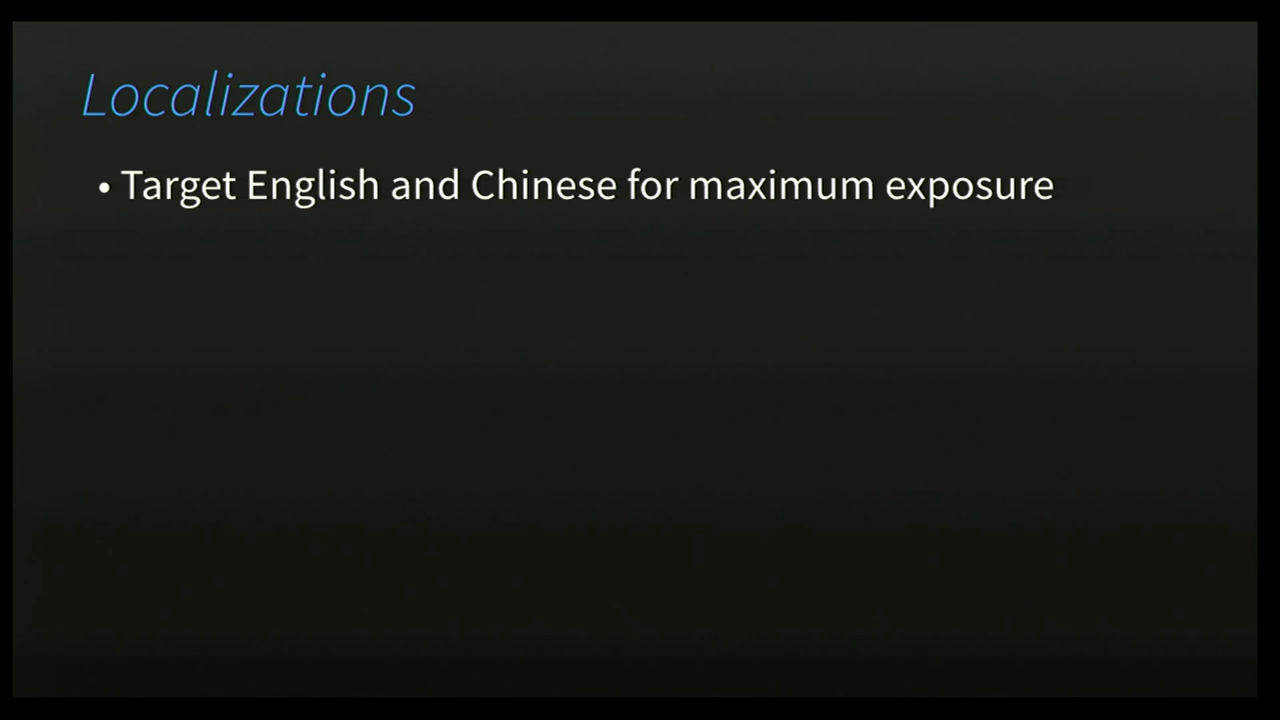 Localizations
• Target English and Chinese for maximum exposure